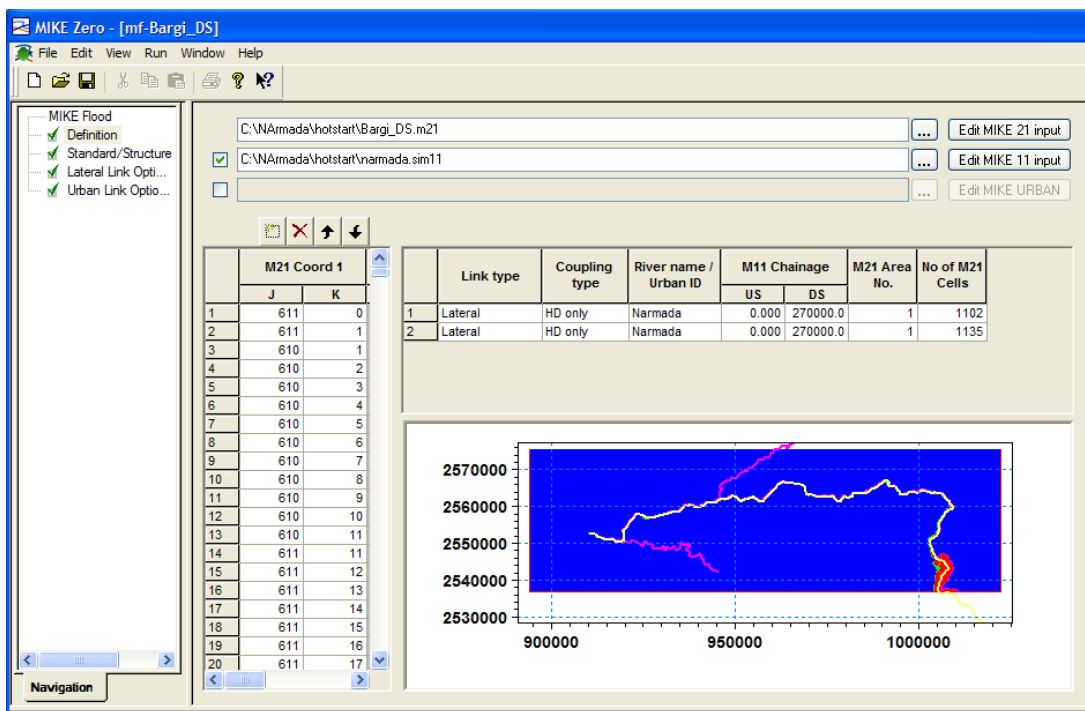 MIKE Zero - [mf-Bargi_DS]
File Edit View Run Window Help
MIKE Flood
Definition
Standard/Structure
Lateral Link Opti...
Urban Link Optio...
Navigation
C:\NArmada\hotstart\Bargi_DS.m21 ... Edit MIKE 21 input
C:\NArmada\hotstart\narmada.sim11 ... Edit MIKE 11 input
... Edit MIKE URBAN
M21 Coord 1
J K
1 611 0
2 611 1
3 610 1
4 610 2
5 610 3
6 610 4
7 610 5
8 610 6
9 610 7
10 610 8
11 610 9
12 610 10
13 610 11
14 611 11
15 611 12
16 611 13
17 611 14
18 611 15
19 611 16
20 611 17
Link type Coupling type River name / Urban ID M11 Chainage M21 Area No. No of M21 Cells
US DS
1 Lateral HD only Narmada 0.000 270000.0 1 1102
2 Lateral HD only Narmada 0.000 270000.0 1 1135
2570000
2560000
2550000
2540000
2530000
900000 950000 1000000